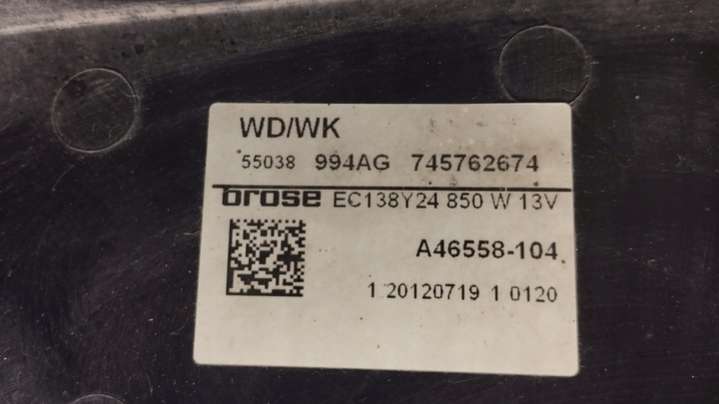 WD/WK
55038 994AG 745762674
brose EC138Y24 850 W 13V
A46558-104
1 20120719 1 0120